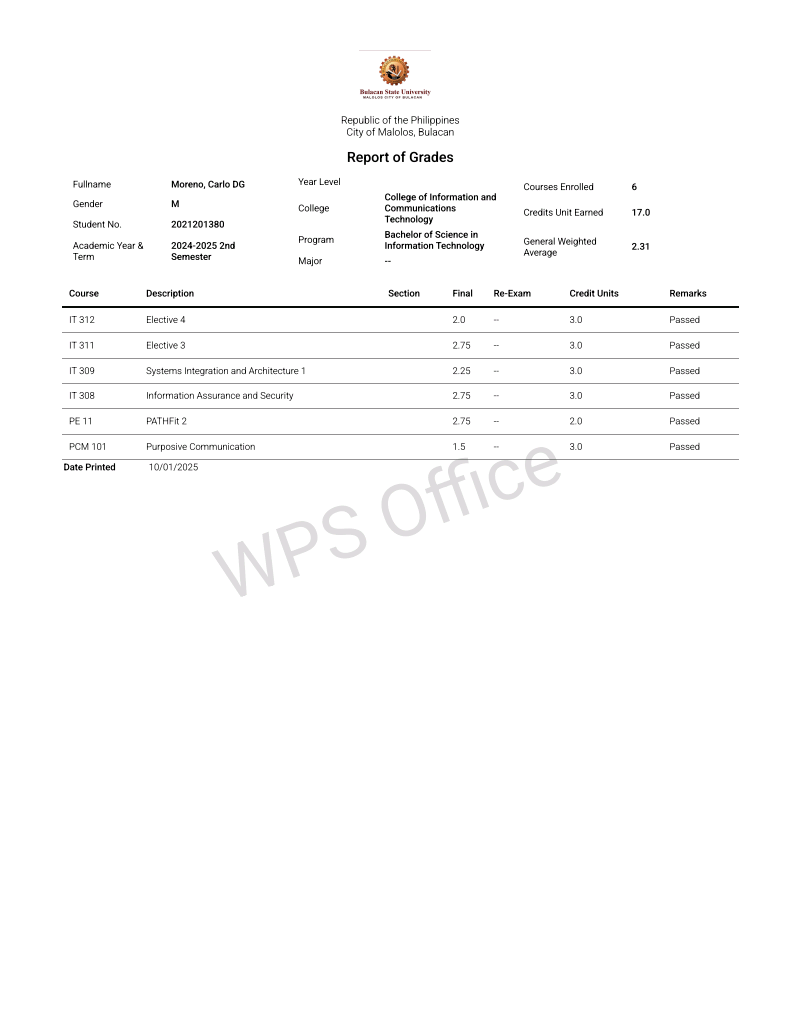 Bulacan State University
MALOLOS CITY OF BULACAN
Republic of the Philippines
City of Malolos, Bulacan
Report of Grades
Fullname Moreno, Carlo DG
Gender M
Student No. 2021201380
Academic Year & Term 2024-2025 2nd Semester
Year Level
College College of Information and Communications Technology
Program Bachelor of Science in Information Technology
Major --
Courses Enrolled 6
Credits Unit Earned 17.0
General Weighted Average 2.31
Course Description Section Final Re-Exam Credit Units Remarks
IT 312 Elective 4 2.0 -- 3.0 Passed
IT 311 Elective 3 2.75 -- 3.0 Passed
IT 309 Systems Integration and Architecture 1 2.25 -- 3.0 Passed
IT 308 Information Assurance and Security 2.75 -- 3.0 Passed
PE 11 PATHFit 2 2.75 -- 2.0 Passed
PCM 101 Purposive Communication 1.5 -- 3.0 Passed
Date Printed 10/01/2025
WPS Office